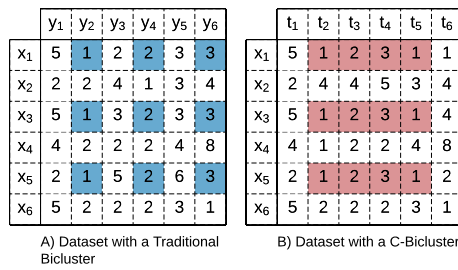 y1 y2 y3 y4 y5 y6
x1 5 1 2 2 3 3
x2 2 2 4 1 3 4
x3 5 1 3 2 3 3
x4 4 2 2 2 4 8
x5 2 1 5 2 6 3
x6 5 2 2 2 3 1
A) Dataset with a Traditional
Bicluster
t1 t2 t3 t4 t5 t6
x1 5 1 2 3 1 1
x2 2 4 4 5 3 4
x3 5 1 2 3 1 4
x4 4 1 2 2 4 8
x5 2 1 2 3 1 2
x6 5 2 2 2 3 1
B) Dataset with a C-Bicluster